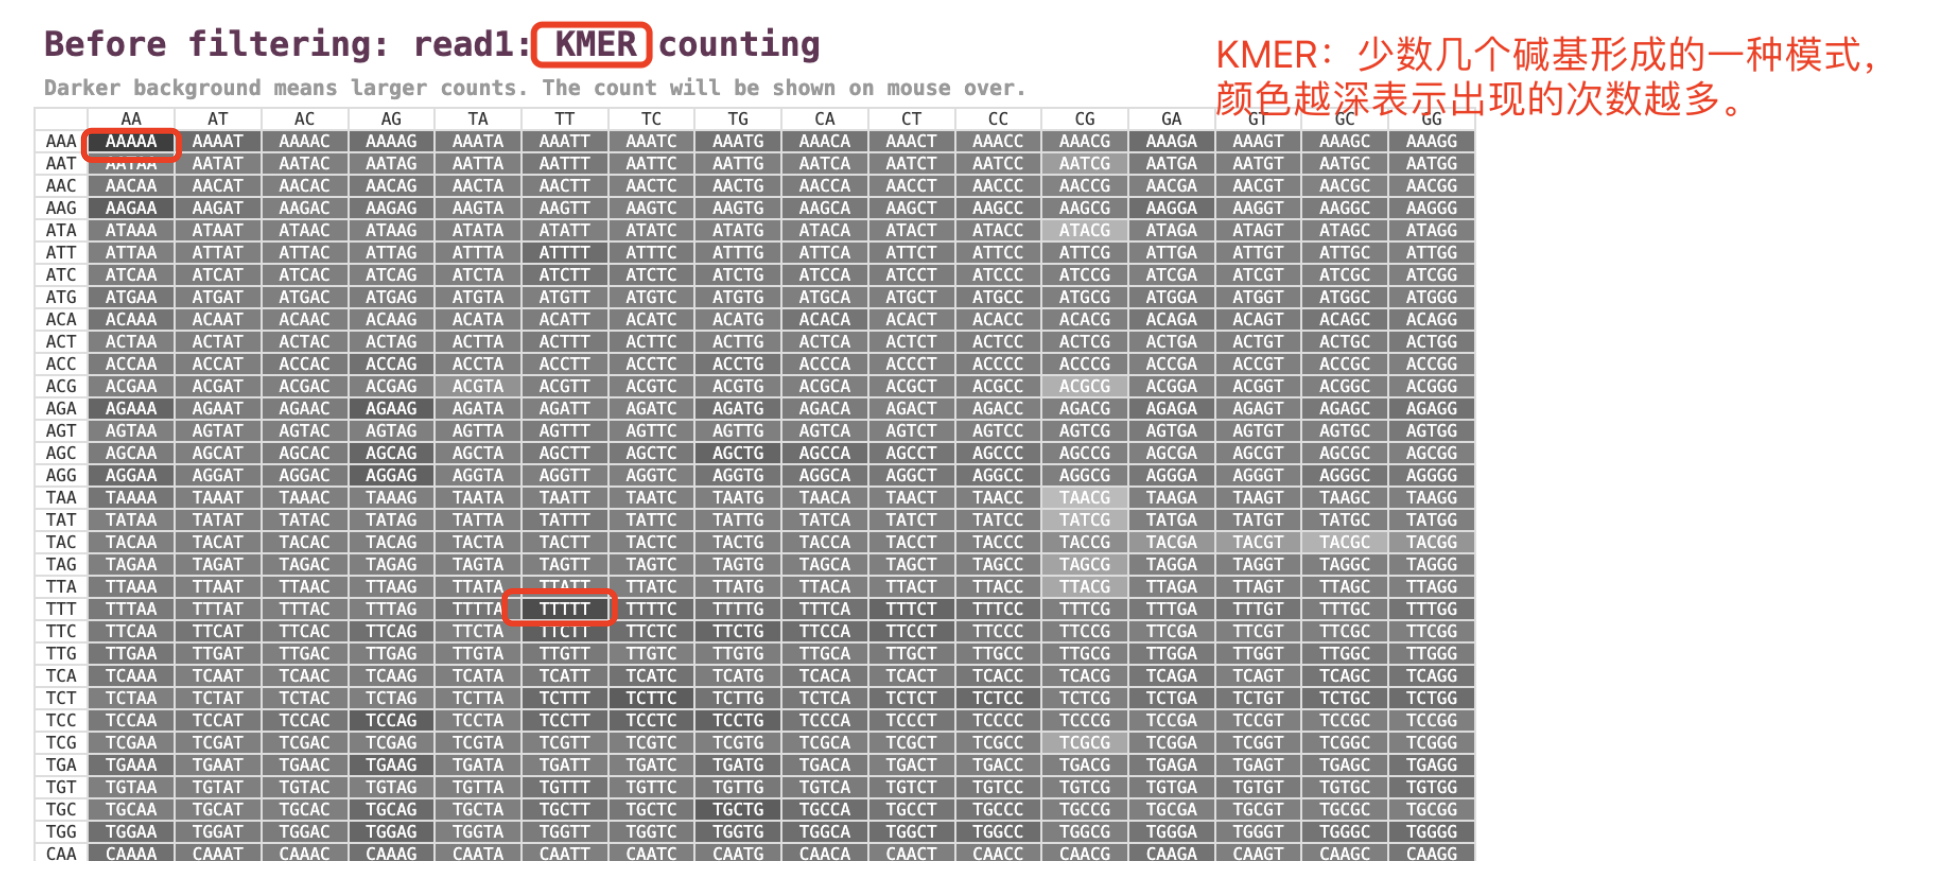 Before filtering: read1: KMER counting
KMER：少数几个碱基形成的一种模式，
颜色越深表示出现的次数越多。
Darker background means larger counts. The count will be shown on mouse over.
AA AT AC AG TA TT TC TG CA CT CC CG GA GT GC GG
AAA AAAAA AAAAT AAAAC AAAAG AAATA AAATT AAATC AAATG AAACA AAACT AAACC AAACG AAAGA AAAGT AAAGC AAAGG
AAT AATAA AATAT AATAC AATAG AATTA AATTT AATTC AATTG AATCA AATCT AATCC AATCG AATGA AATGT AATGC AATGG
AAC AACAA AACAT AACAC AACAG AACTA AACTT AACTC AACTG AACCA AACCT AACCC AACCG AACGA AACGT AACGC AACGG
AAG AAGAA AAGAT AAGAC AAGAG AAGTA AAGTT AAGTC AAGTG AAGCA AAGCT AAGCC AAGCG AAGGA AAGGT AAGGC AAGGG
ATA ATAAA ATAAT ATAAC ATAAG ATATA ATATT ATATC ATATG ATACA ATACT ATACC ATACG ATAGA ATAGT ATAGC ATAGG
ATT ATTAA ATTAT ATTAC ATTAG ATTTA ATTTT ATTTC ATTTG ATTCA ATTCT ATTCC ATTCG ATTGA ATTGT ATTGC ATTGG
ATC ATCAA ATCAT ATCAC ATCAG ATCTA ATCTT ATCTC ATCTG ATCCA ATCCT ATCCC ATCCG ATCGA ATCGT ATCGC ATCGG
ATG ATGAA ATGAT ATGAC ATGAG ATGTA ATGTT ATGTC ATGTG ATGCA ATGCT ATGCC ATGCG ATGGA ATGGT ATGGC ATGGG
ACA ACAAA ACAAT ACAAC ACAAG ACATA ACATT ACATC ACATG ACACA ACACT ACACC ACACG ACAGA ACAGT ACAGC ACAGG
ACT ACTAA ACTAT ACTAC ACTAG ACTTA ACTTT ACTTC ACTTG ACTCA ACTCT ACTCC ACTCG ACTGA ACTGT ACTGC ACTGG
ACC ACCAA ACCAT ACCAC ACCAG ACCTA ACCTT ACCTC ACCTG ACCCA ACCCT ACCCC ACCCG ACCGA ACCGT ACCGC ACCGG
ACG ACGAA ACGAT ACGAC ACGAG ACGTA ACGTT ACGTC ACGTG ACGCA ACGCT ACGCC ACGCG ACGGA ACGGT ACGGC ACGGG
AGA AGAAA AGAAT AGAAC AGAAG AGATA AGATT AGATC AGATG AGACA AGACT AGACC AGACG AGAGA AGAGT AGAGC AGAGG
AGT AGTAA AGTAT AGTAC AGTAG AGTTA AGTTT AGTTC AGTTG AGTCA AGTCT AGTCC AGTCG AGTGA AGTGT AGTGC AGTGG
AGC AGCAA AGCAT AGCAC AGCAG AGCTA AGCTT AGCTC AGCTG AGCCA AGCCT AGCCC AGCCG AGCGA AGCGT AGCGC AGCGG
AGG AGGAA AGGAT AGGAC AGGAG AGGTA AGGTT AGGTC AGGTG AGGCA AGGCT AGGCC AGGCG AGGGA AGGGT AGGGC AGGGG
TAA TAAAA TAAAT TAAAC TAAAG TAATA TAATT TAATC TAATG TAACA TAACT TAACC TAACG TAAGA TAAGT TAAGC TAAGG
TAT TATAA TATAT TATAC TATAG TATTA TATTT TATTC TATTG TATCA TATCT TATCC TATCG TATGA TATGT TATGC TATGG
TAC TACAA TACAT TACAC TACAG TACTA TACTT TACTC TACTG TACCA TACCT TACCC TACCG TACGA TACGT TACGC TACGG
TAG TAGAA TAGAT TAGAC TAGAG TAGTA TAGTT TAGTC TAGTG TAGCA TAGCT TAGCC TAGCG TAGGA TAGGT TAGGC TAGGG
TTA TTAAA TTAAT TTAAC TTAAG TTATA TTATT TTATC TTATG TTACA TTACT TTACC TTACG TTAGA TTAGT TTAGC TTAGG
TTT TTTAA TTTAT TTTAC TTTAG TTTTA TTTTT TTTTC TTTTG TTTCA TTTCT TTTCC TTTCG TTTGA TTTGT TTTGC TTTGG
TTC TTCAA TTCAT TTCAC TTCAG TTCTA TTCTT TTCTC TTCTG TTCCA TTCCT TTCCC TTCCG TTCGA TTCGT TTCGC TTCGG
TTG TTGAA TTGAT TTGAC TTGAG TTGTA TTGTT TTGTC TTGTG TTGCA TTGCT TTGCC TTGCG TTGGA TTGGT TTGGC TTGGG
TCA TCAAA TCAAT TCAAC TCAAG TCATA TCATT TCATC TCATG TCACA TCACT TCACC TCACG TCAGA TCAGT TCAGC TCAGG
TCT TCTAA TCTAT TCTAC TCTAG TCTTA TCTTT TCTTC TCTTG TCTCA TCTCT TCTCC TCTCG TCTGA TCTGT TCTGC TCTGG
TCC TCCAA TCCAT TCCAC TCCAG TCCTA TCCTT TCCTC TCCTG TCCCA TCCCT TCCCC TCCCG TCCGA TCCGT TCCGC TCCGG
TCG TCGAA TCGAT TCGAC TCGAG TCGTA TCGTT TCGTC TCGTG TCGCA TCGCT TCGCC TCGCG TCGGA TCGGT TCGGC TCGGG
TGA TGAAA TGAAT TGAAC TGAAG TGATA TGATT TGATC TGATG TGACA TGACT TGACC TGACG TGAGA TGAGT TGAGC TGAGG
TGT TGTAA TGTAT TGTAC TGTAG TGTTA TGTTT TGTTC TGTTG TGTCA TGTCT TGTCC TGTCG TGTGA TGTGT TGTGC TGTGG
TGC TGCAA TGCAT TGCAC TGCAG TGCTA TGCTT TGCTC TGCTG TGCCA TGCCT TGCCC TGCCG TGCGA TGCGT TGCGC TGCGG
TGG TGGAA TGGAT TGGAC TGGAG TGGTA TGGTT TGGTC TGGTG TGGCA TGGCT TGGCC TGGCG TGGGA TGGGT TGGGC TGGGG
CAA CAAAA CAAAT CAAAC CAAAG CAATA CAATT CAATC CAATG CAACA CAACT CAACC CAACG CAAGA CAAGT CAAGC CAAGG